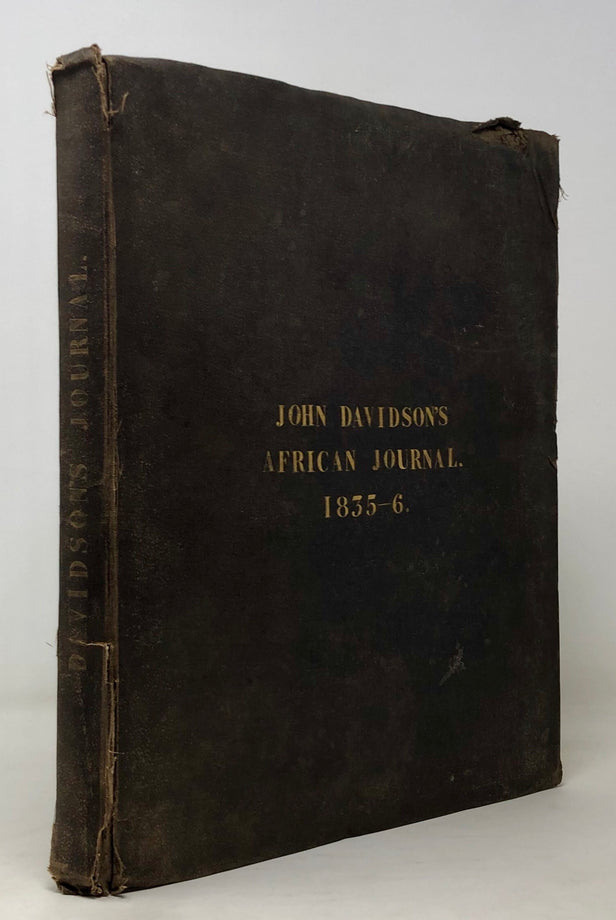 DAVIDSON'S JOURNAL.
JOHN DAVIDSON'S
AFRICAN JOURNAL.
1835-6.